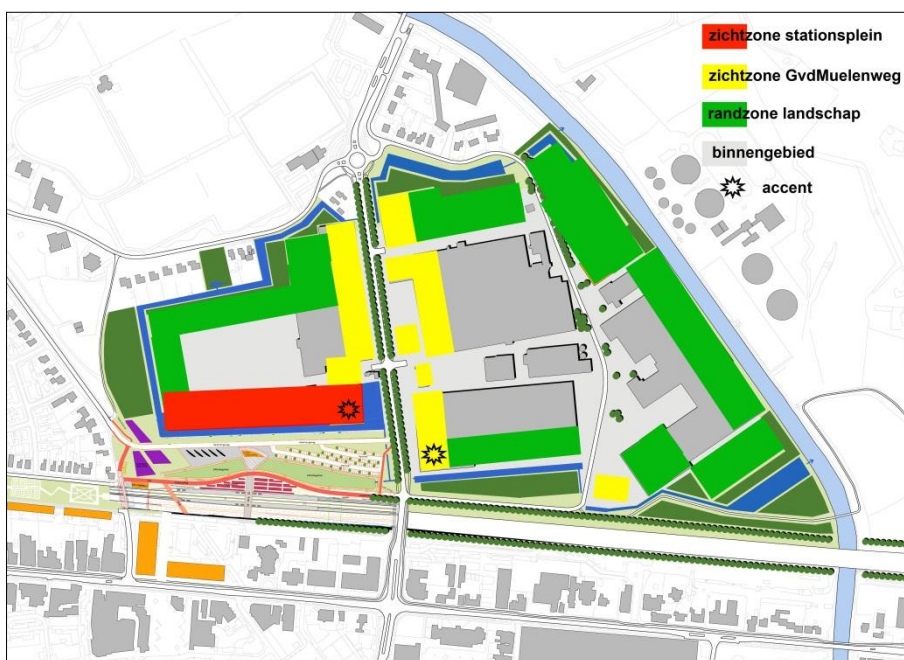 zichtzone stationsplein
zichtzone GvdMuelenweg
randzone landschap
binnengebied
accent